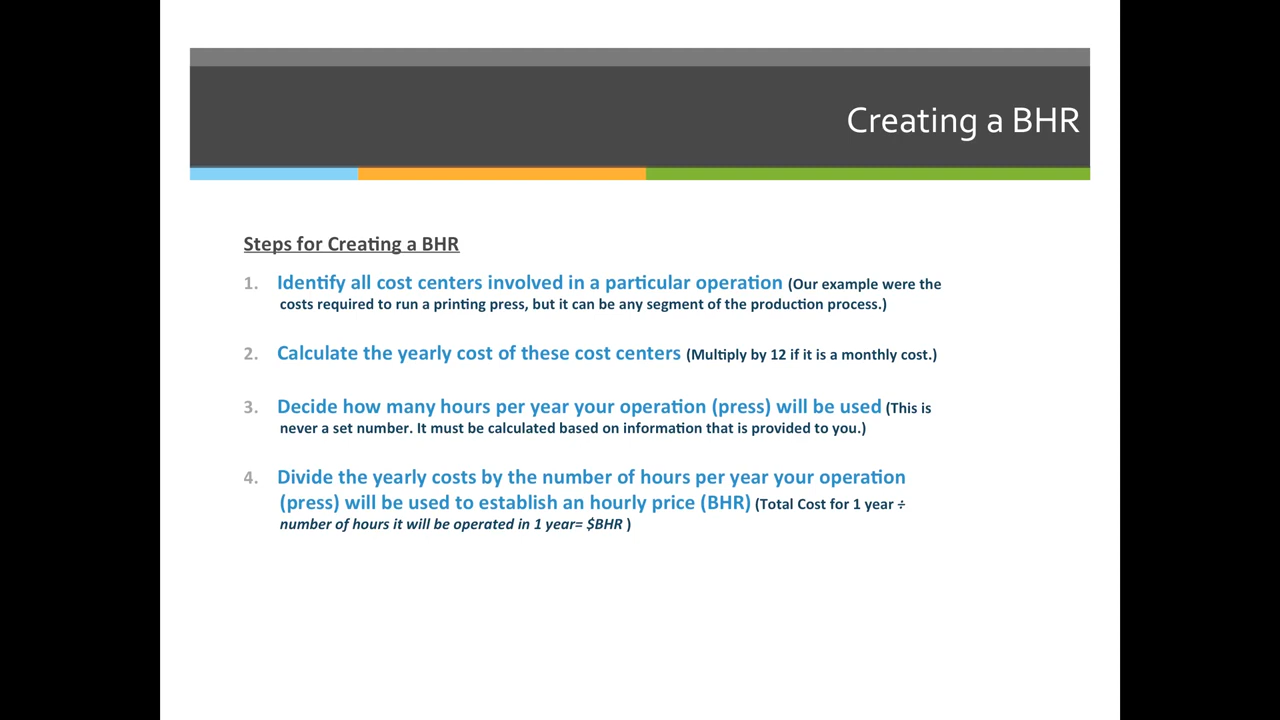 Creating a BHR
Steps for Creating a BHR
1. Identify all cost centers involved in a particular operation (Our example were the
costs required to run a printing press, but it can be any segment of the production process.)
2. Calculate the yearly cost of these cost centers (Multiply by 12 if it is a monthly cost.)
3. Decide how many hours per year your operation (press) will be used (This is
never a set number. It must be calculated based on information that is provided to you.)
4. Divide the yearly costs by the number of hours per year your operation
(press) will be used to establish an hourly price (BHR) (Total Cost for 1 year ÷
number of hours it will be operated in 1 year= $BHR )